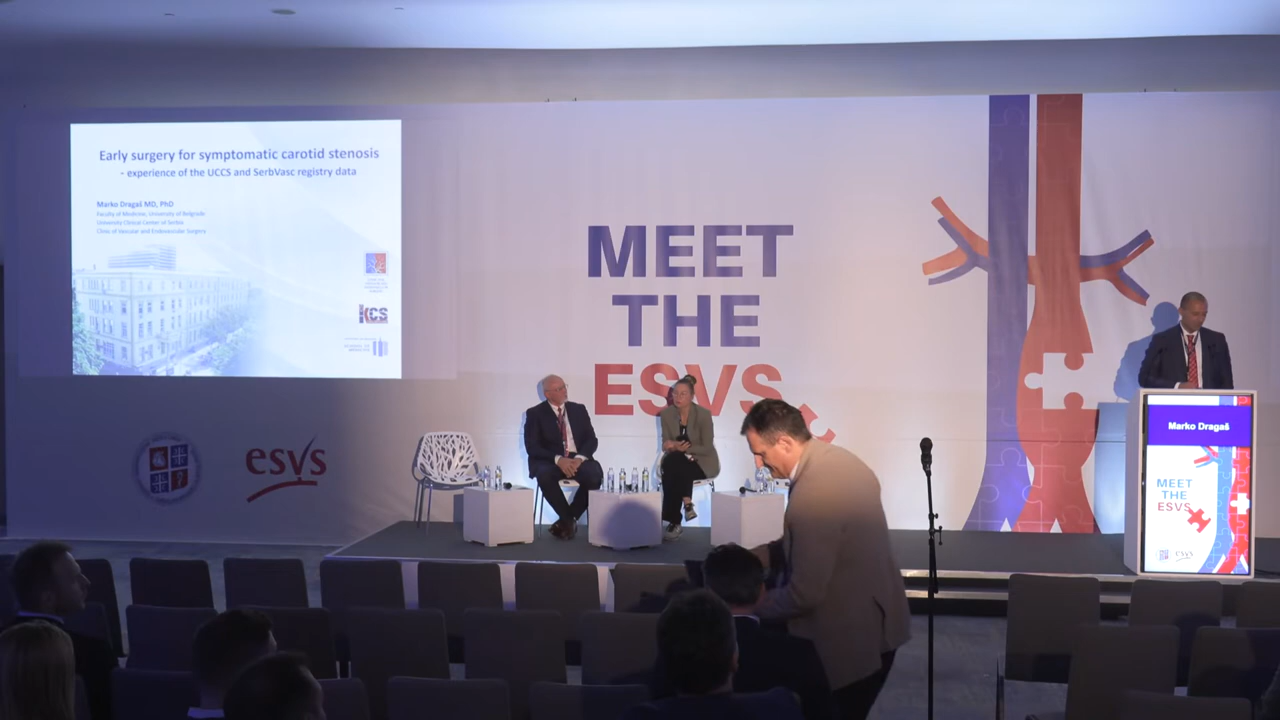 Early surgery for symptomatic carotid stenosis
- experience of the UCCS and SerbVasc registry data
Marko Dragaš MD, PhD
Faculty of Medicine, University of Belgrade
University Clinical Center of Serbia
Clinic of Vascular and Endovascular Surgery
KCS
MEET
THE
ESVS
esvs
Marko Dragaš
MEET
THE
ESVS
esvs